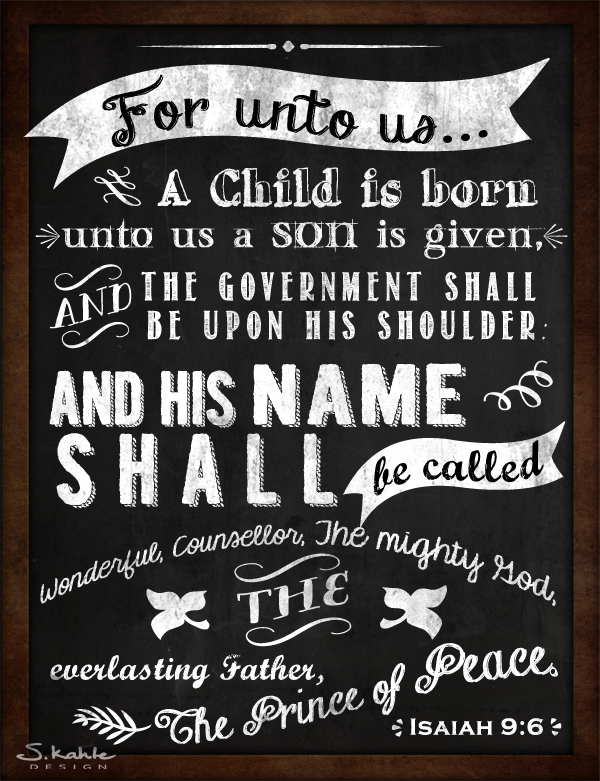 For unto us...
A Child is born
unto us a son is given,
AND THE GOVERNMENT SHALL
BE UPON HIS SHOULDER:
AND HIS NAME
SHALL be called
wonderful, Counsellor, The mighty God,
THE
everlasting Father,
The Prince of Peace.
ISAIAH 9:6
S.Kahle
DESIGN